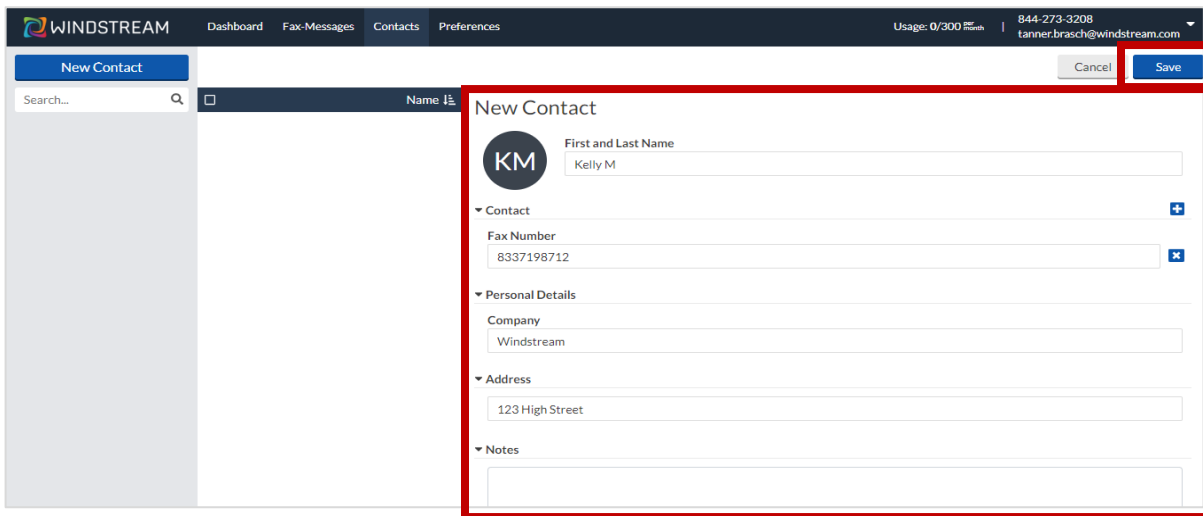 WINDSTREAM Dashboard Fax-Messages Contacts Preferences Usage: 0/300 per month | 844-273-3208
tanner.brasch@windstream.com
New Contact Cancel Save
Search... Name
New Contact
KM
First and Last Name
Kelly M
Contact
Fax Number
8337198712
Personal Details
Company
Windstream
Address
123 High Street
Notes